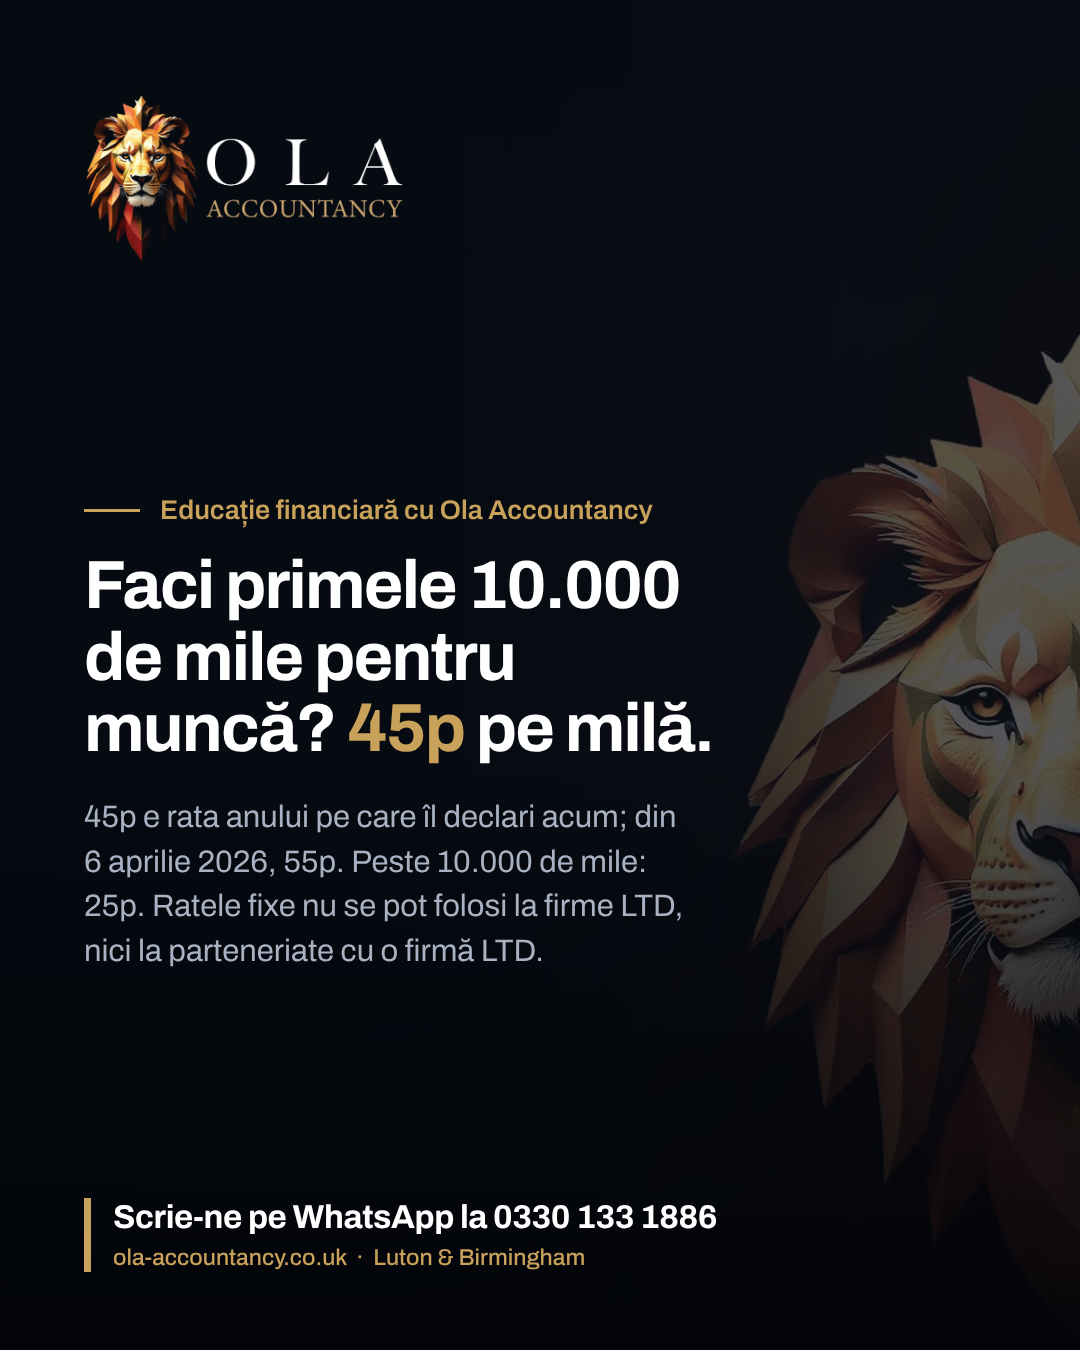 OLA
ACCOUNTANCY
Educație financiară cu Ola Accountancy
Faci primele 10.000
de mile pentru
muncă? 45p pe milă.
45p e rata anului pe care îl declari acum; din
6 aprilie 2026, 55p. Peste 10.000 de mile:
25p. Ratele fixe nu se pot folosi la firme LTD,
nici la parteneriate cu o firmă LTD.
Scrie-ne pe WhatsApp la 0330 133 1886
ola-accountancy.co.uk · Luton & Birmingham